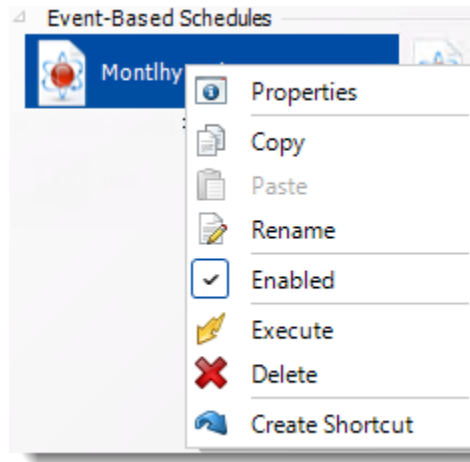 Event-Based Schedules
Montlhy
Properties
Copy
Paste
Rename
Enabled
Execute
Delete
Create Shortcut